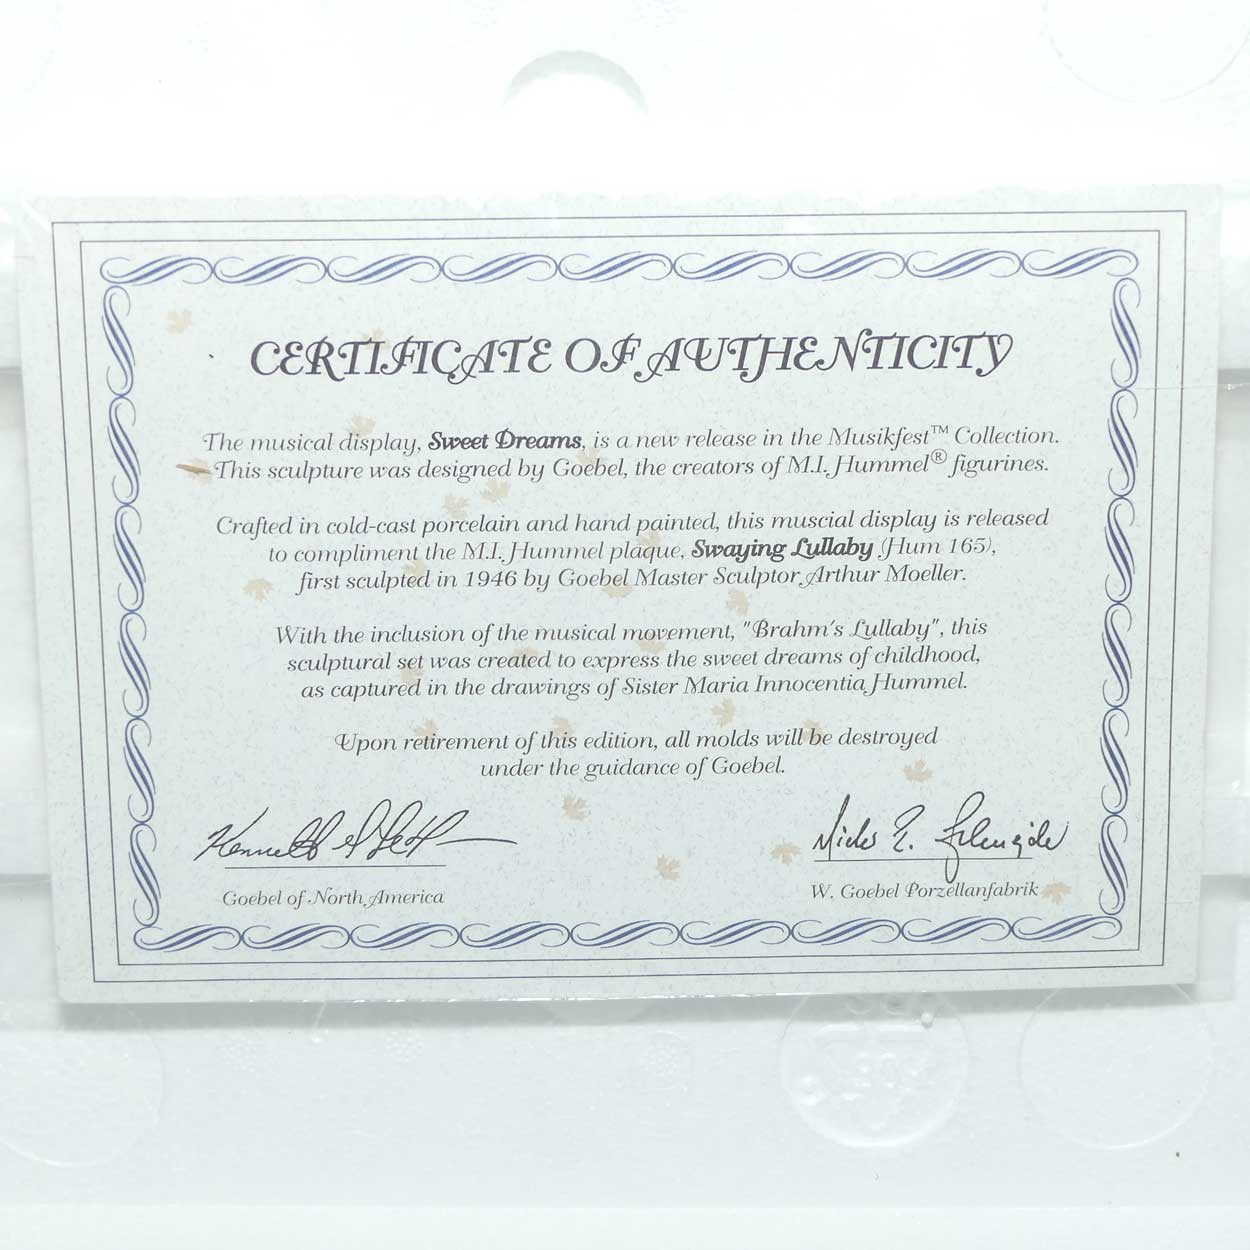 CERTIFICATE OF AUTHENTICITY
The musical display, Sweet Dreams, is a new release in the Musikfest™ Collection.
This sculpture was designed by Goebel, the creators of M.I. Hummel® figurines.
Crafted in cold-cast porcelain and hand painted, this muscial display is released
to compliment the M.I. Hummel plaque, Swaying Lullaby (Hum 165),
first sculpted in 1946 by Goebel Master Sculptor Arthur Moeller.
With the inclusion of the musical movement, "Brahm's Lullaby", this
sculptural set was created to express the sweet dreams of childhood,
as captured in the drawings of Sister Maria Innocentia Hummel.
Upon retirement of this edition, all molds will be destroyed
under the guidance of Goebel.
Kenneth
Goebel of North America
W. Goebel Porzellanfabrik